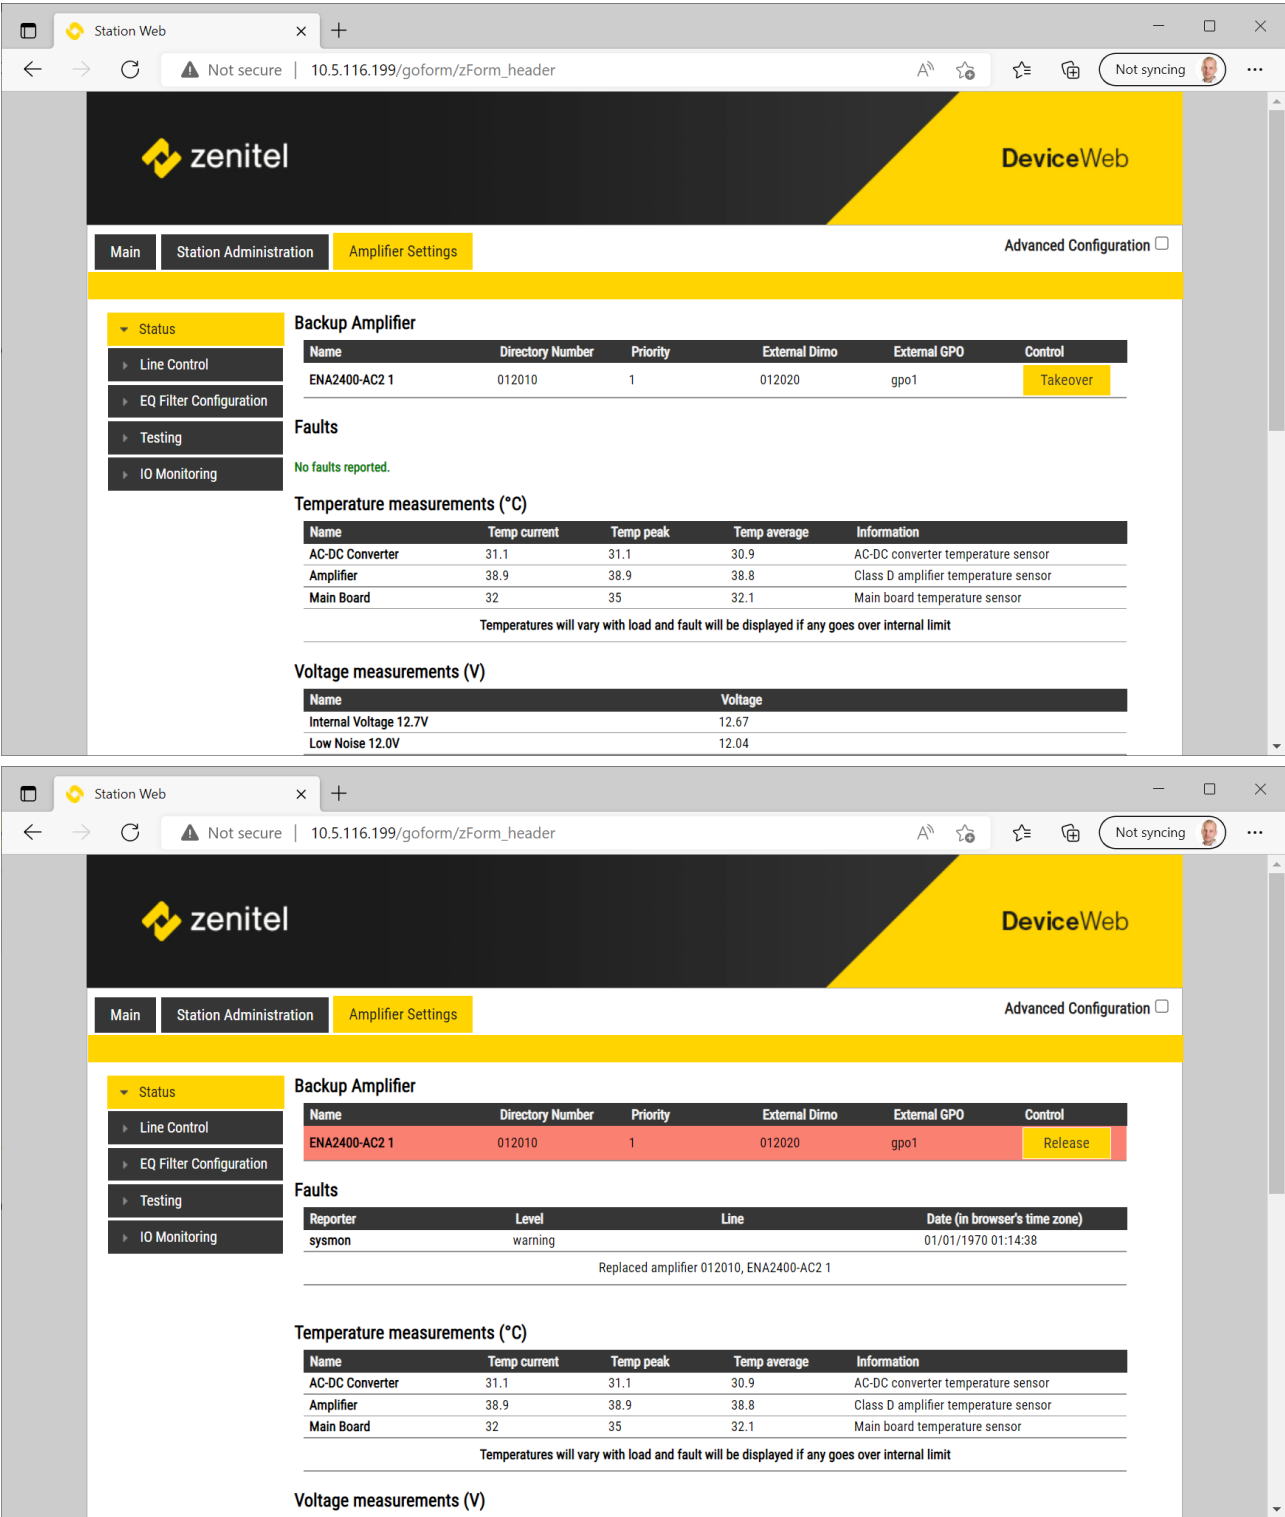 Station Web
Not secure 10.5.116.199/goform/zForm_header Not syncing
zenitel
DeviceWeb
Main Station Administration Amplifier Settings Advanced Configuration
Status
Line Control
EQ Filter Configuration
Testing
IO Monitoring
Backup Amplifier
Name Directory Number Priority External Dirno External GPO Control
ENA2400-AC2 1 012010 1 012020 gpo1 Takeover
Faults
No faults reported.
Temperature measurements (°C)
Name Temp current Temp peak Temp average Information
AC-DC Converter 31.1 31.1 30.9 AC-DC converter temperature sensor
Amplifier 38.9 38.9 38.8 Class D amplifier temperature sensor
Main Board 32 35 32.1 Main board temperature sensor
Temperatures will vary with load and fault will be displayed if any goes over internal limit
Voltage measurements (V)
Name Voltage
Internal Voltage 12.7V 12.67
Low Noise 12.0V 12.04
Station Web
Not secure 10.5.116.199/goform/zForm_header Not syncing
zenitel
DeviceWeb
Main Station Administration Amplifier Settings Advanced Configuration
Status
Line Control
EQ Filter Configuration
Testing
IO Monitoring
Backup Amplifier
Name Directory Number Priority External Dirno External GPO Control
ENA2400-AC2 1 012010 1 012020 gpo1 Release
Faults
Reporter Level Line Date (in browser's time zone)
sysmon warning 01/01/1970 01:14:38
Replaced amplifier 012010, ENA2400-AC2 1
Temperature measurements (°C)
Name Temp current Temp peak Temp average Information
AC-DC Converter 31.1 31.1 30.9 AC-DC converter temperature sensor
Amplifier 38.9 38.9 38.8 Class D amplifier temperature sensor
Main Board 32 35 32.1 Main board temperature sensor
Temperatures will vary with load and fault will be displayed if any goes over internal limit
Voltage measurements (V)